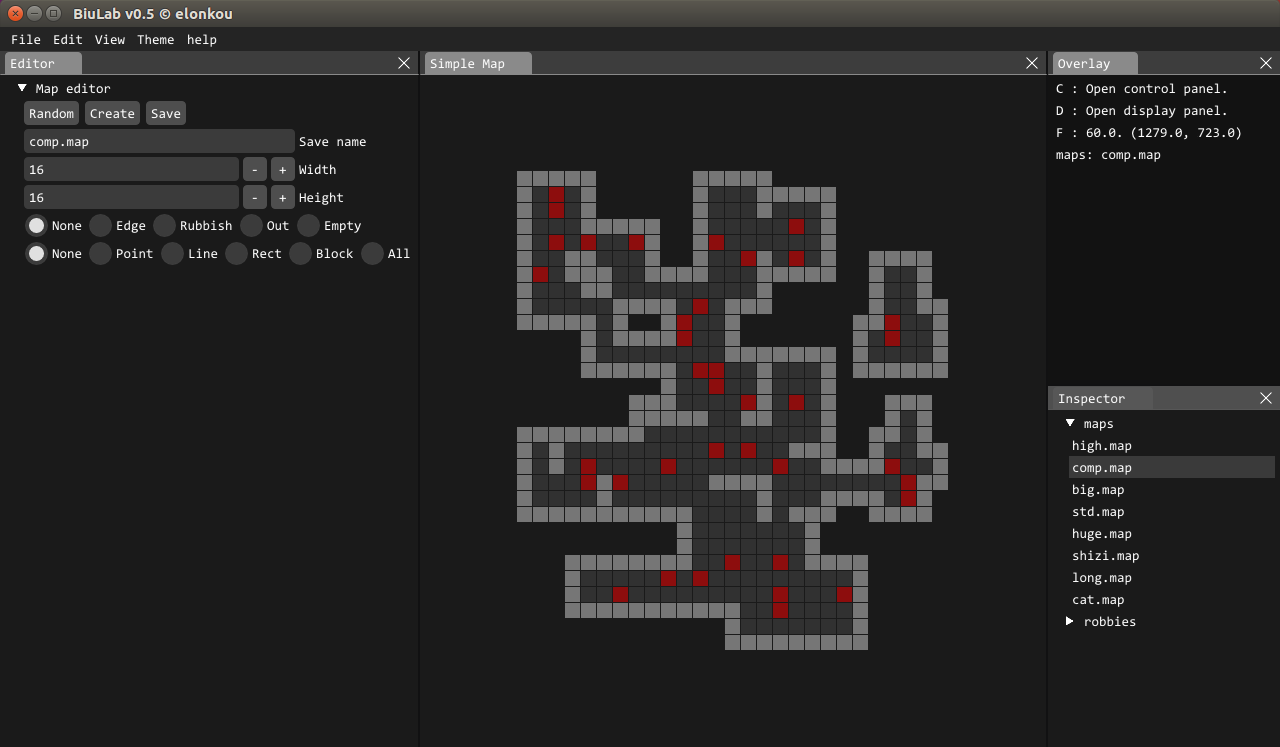 BiuLab v0.5 © elonkou
File Edit View Theme help
Editor
Map editor
Random Create Save
comp.map Save name
16 - + Width
16 - + Height
None Edge Rubbish Out Empty
None Point Line Rect Block All
Simple Map
Overlay
C : Open control panel.
D : Open display panel.
F : 60.0. (1279.0, 723.0)
maps: comp.map
Inspector
maps
high.map
comp.map
big.map
std.map
huge.map
shizi.map
long.map
cat.map
robbies